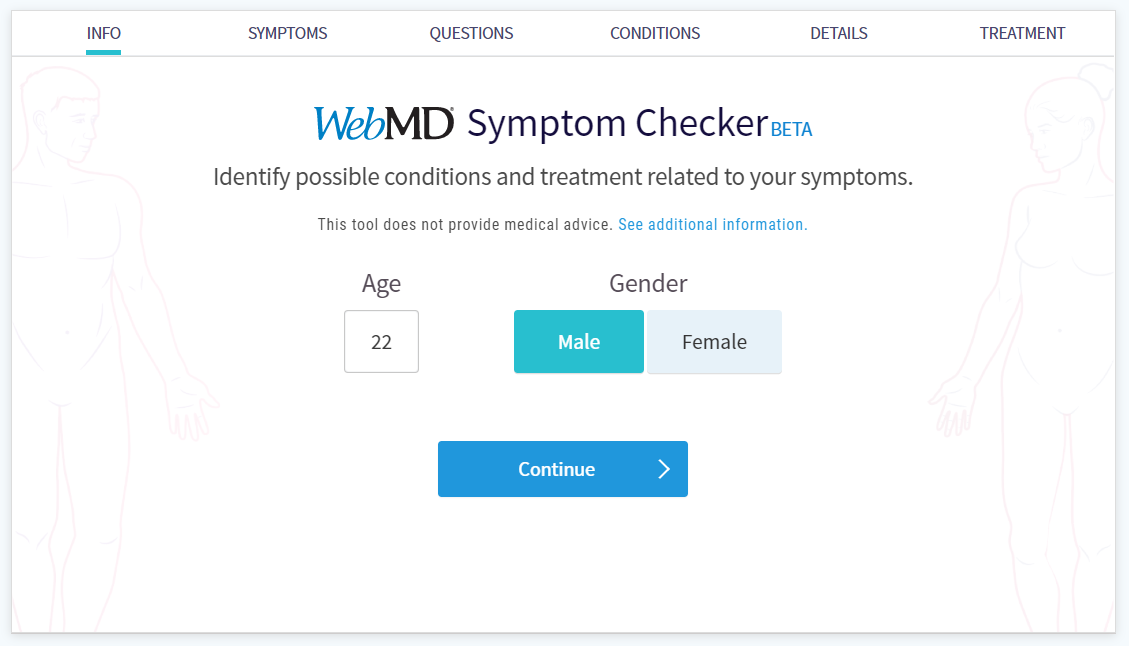 INFO SYMPTOMS QUESTIONS CONDITIONS DETAILS TREATMENT
WebMD Symptom Checker BETA
Identify possible conditions and treatment related to your symptoms.
This tool does not provide medical advice. See additional information.
Age Gender
22 Male Female
Continue